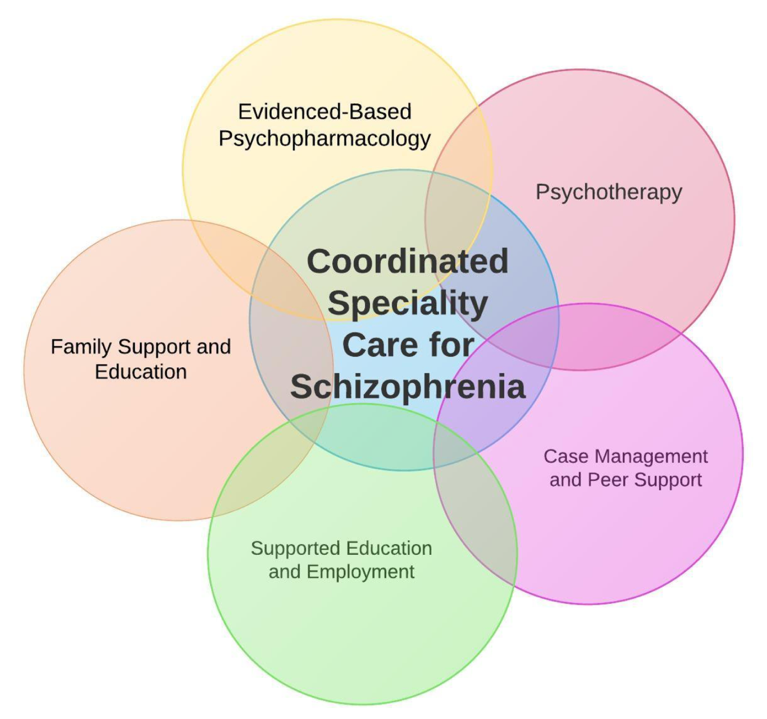 Evidenced-Based
Psychopharmacology
Psychotherapy
Coordinated
Speciality
Care for
Schizophrenia
Family Support and
Education
Case Management
and Peer Support
Supported Education
and Employment